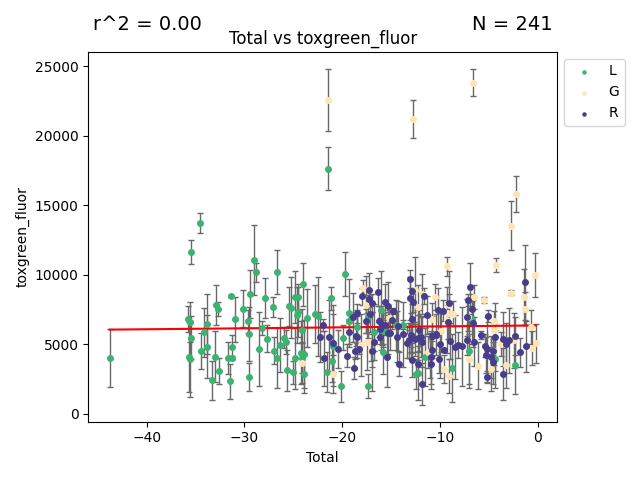 r^2 = 0.00
N = 241
Total vs toxgreen_fluor
25000
20000
15000
10000
5000
0
toxgreen_fluor
−40
−30
−20
−10
0
Total
L
G
R